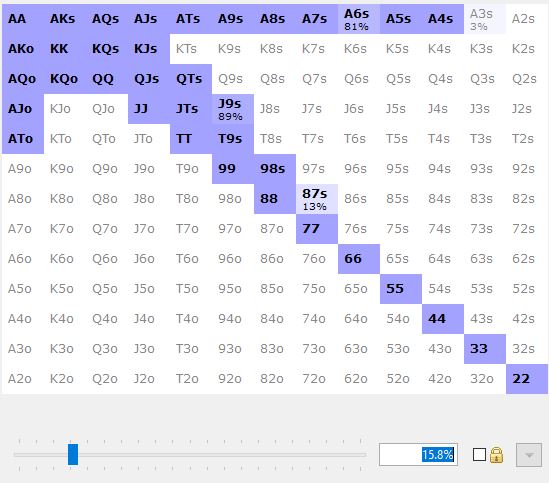 AA AKs AQs AJs ATs A9s A8s A7s A6s A5s A4s A3s A2s
81% 3%
AKo KK KQs KJs KTs K9s K8s K7s K6s K5s K4s K3s K2s
AQo KQo QQ QJs QTs Q9s Q8s Q7s Q6s Q5s Q4s Q3s Q2s
AJo KJo QJo JJ JTs J9s J8s J7s J6s J5s J4s J3s J2s
89%
ATo KTo QTo JTo TT T9s T8s T7s T6s T5s T4s T3s T2s
A9o K9o Q9o J9o T9o 99 98s 97s 96s 95s 94s 93s 92s
A8o K8o Q8o J8o T8o 98o 88 87s 86s 85s 84s 83s 82s
13%
A7o K7o Q7o J7o T7o 97o 87o 77 76s 75s 74s 73s 72s
A6o K6o Q6o J6o T6o 96o 86o 76o 66 65s 64s 63s 62s
A5o K5o Q5o J5o T5o 95o 85o 75o 65o 55 54s 53s 52s
A4o K4o Q4o J4o T4o 94o 84o 74o 64o 54o 44 43s 42s
A3o K3o Q3o J3o T3o 93o 83o 73o 63o 53o 43o 33 32s
A2o K2o Q2o J2o T2o 92o 82o 72o 62o 52o 42o 32o 22
15.8%